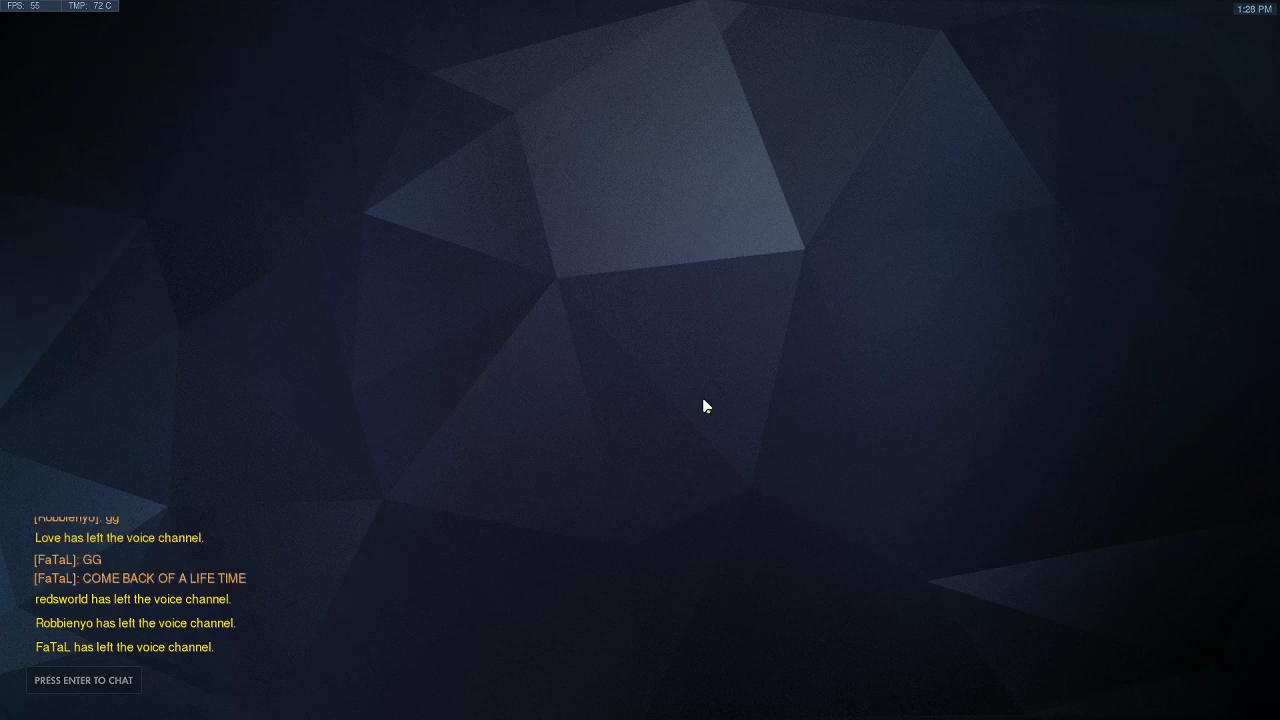 FPS: 55 TMP: 72 C
1:28 PM
[Robbienyo]: gg
Love has left the voice channel.
[FaTaL]: GG
[FaTaL]: COME BACK OF A LIFE TIME
redsworld has left the voice channel.
Robbienyo has left the voice channel.
FaTaL has left the voice channel.
PRESS ENTER TO CHAT